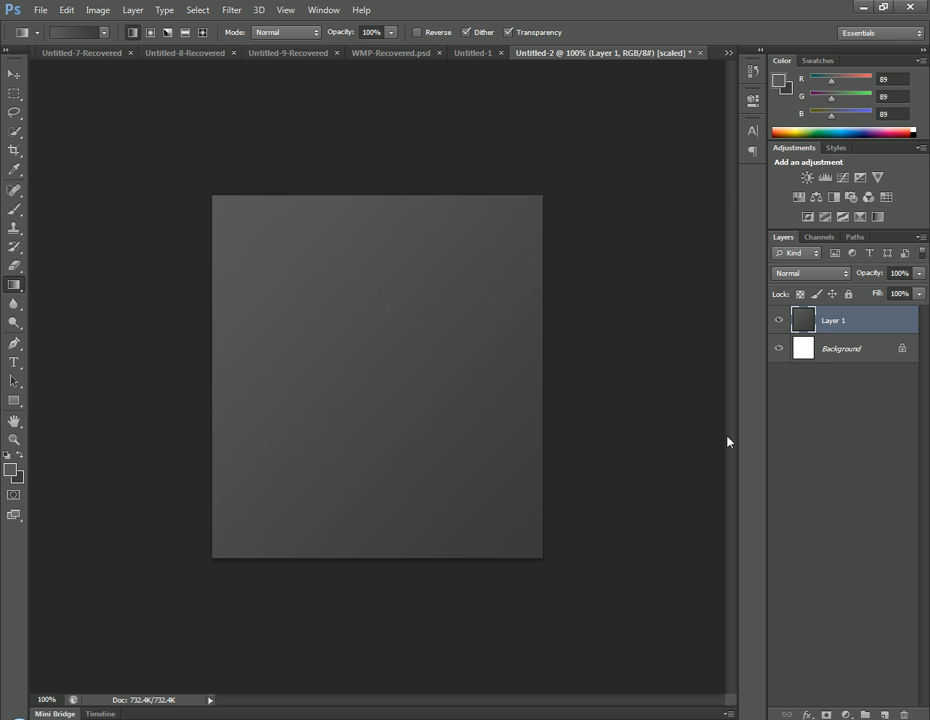 Ps File Edit Image Layer Type Select Filter 3D View Window Help
Mode: Normal Opacity: 100% Reverse Dither Transparency Essentials
Untitled-7-Recovered × Untitled-8-Recovered × Untitled-9-Recovered × WMP-Recovered.psd × Untitled-1 × Untitled-2 @ 100% (Layer 1, RGB/8#) [scaled] * ×
Color Swatches
R 89
G 89
B 89
Adjustments Styles
Add an adjustment
Layers Channels Paths
Kind
Normal Opacity: 100%
Lock: Fill: 100%
Layer 1
Background
100% Doc: 732.4K/732.4K
Mini Bridge Timeline